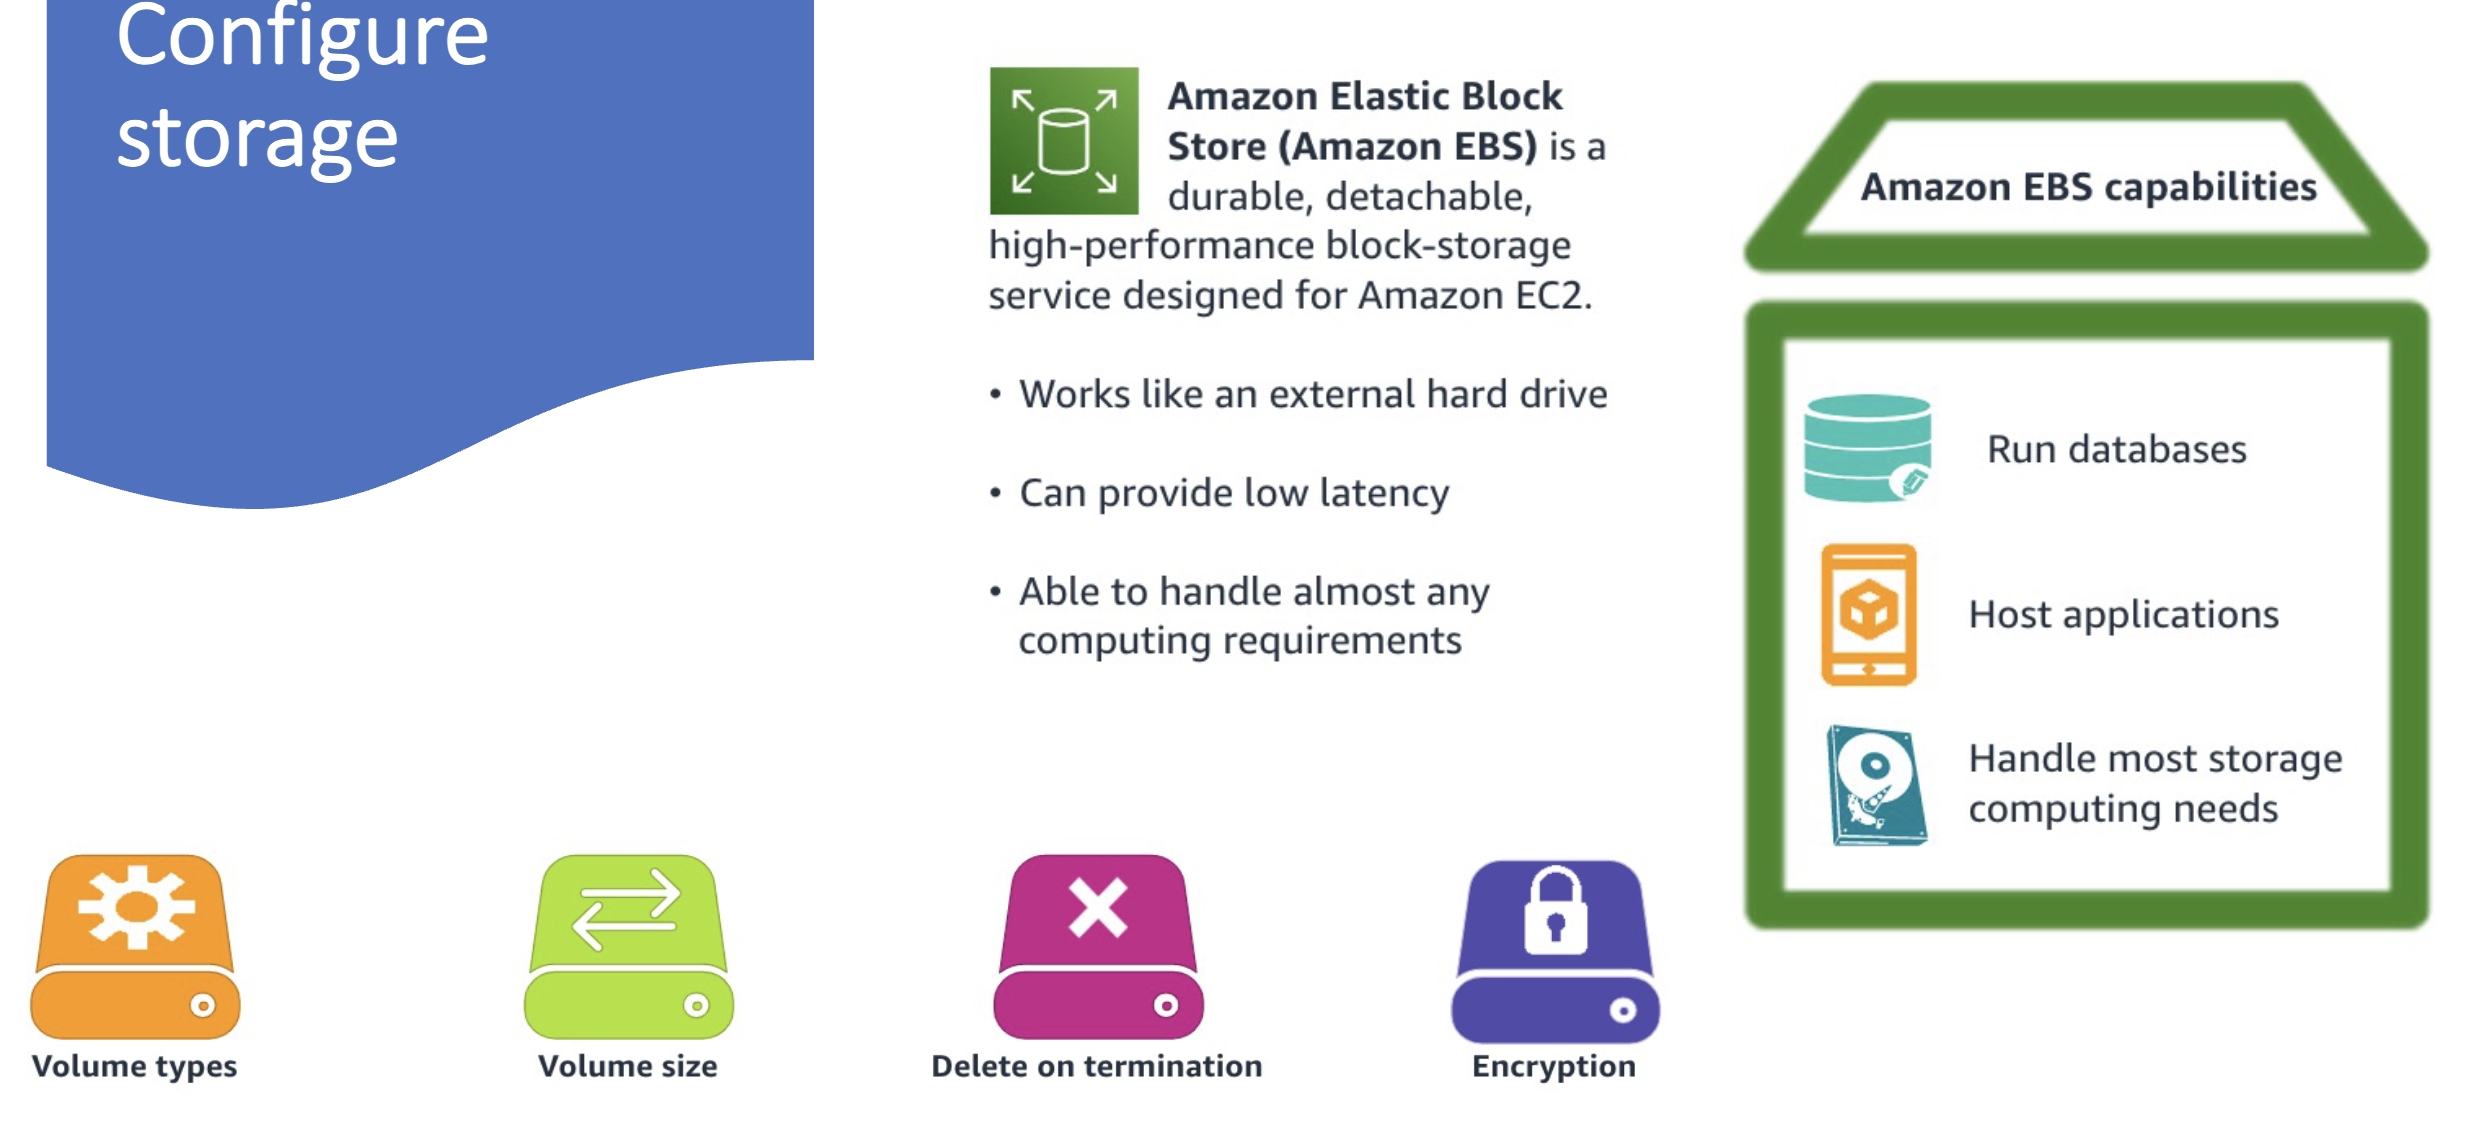 Configure
storage
Amazon Elastic Block
Store (Amazon EBS) is a
durable, detachable,
high-performance block-storage
service designed for Amazon EC2.
• Works like an external hard drive
• Can provide low latency
• Able to handle almost any
computing requirements
Amazon EBS capabilities
Run databases
Host applications
Handle most storage
computing needs
Volume types
Volume size
Delete on termination
Encryption